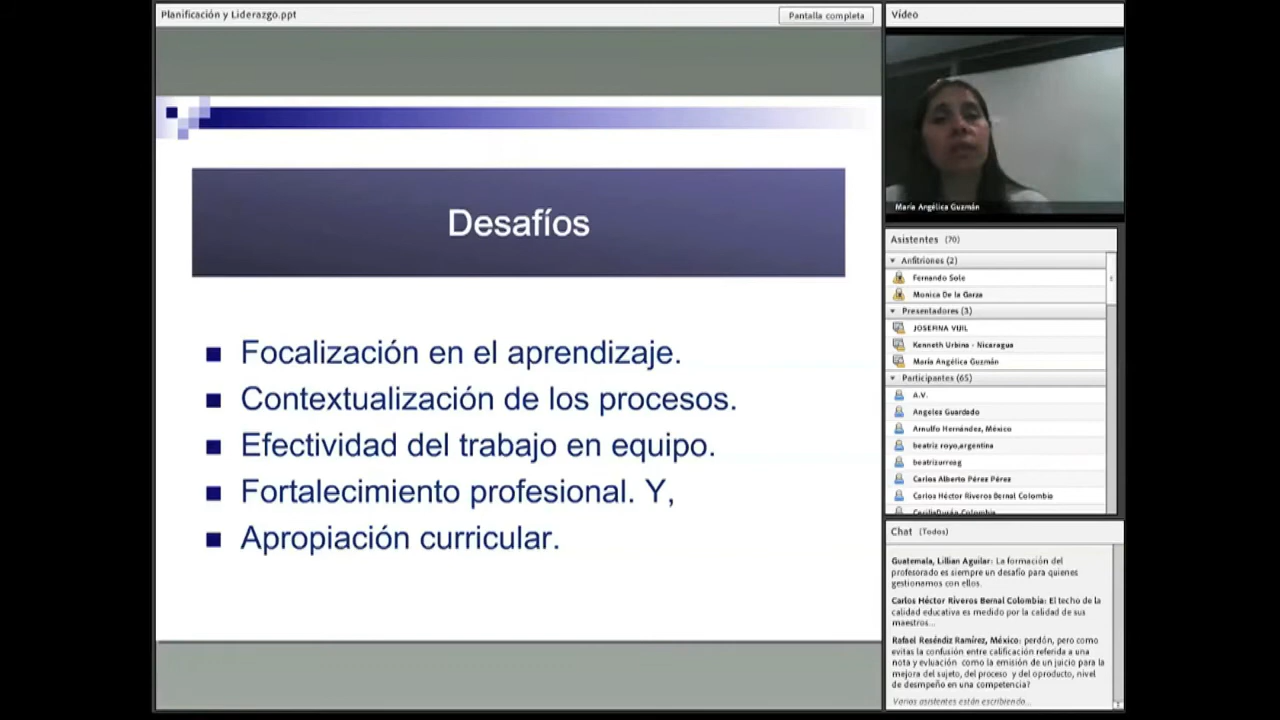 Planificación y Liderazgo.ppt
Pantalla completa
Desafíos
Focalización en el aprendizaje.
Contextualización de los procesos.
Efectividad del trabajo en equipo.
Fortalecimiento profesional. Y,
Apropiación curricular.
Vídeo
María Angélica Guzmán
Asistentes (70)
Anfitriones (2)
Fernando Sole
Monica De la Garza
Presentadores (3)
JOSEFINA VIJIL
Kenneth Urbina - Nicaragua
María Angélica Guzmán
Participantes (65)
A.V.
Angeles Guardado
Arnulfo Hernández, México
beatriz royo,argentina
beatrizurreag
Carlos Alberto Pérez Pérez
Carlos Héctor Riveros Bernal Colombia
CeciliaDurán Colombia
Chat (Todos)
Guatemala, Lillian Aguilar: La formación del
profesorado es siempre un desafío para quienes
gestionamos con ellos.
Carlos Héctor Riveros Bernal Colombia: El techo de la
calidad educativa es medido por la calidad de sus
maestros...
Rafael Reséndiz Ramírez, México: perdón, pero como
evitas la confusión entre calificación referida a una
nota y evluación como la emisión de un juicio para la
mejora del sujeto, del proceso y del oproducto, nivel
de desmpeño en una competencia?
Varios asistentes están escribiendo...